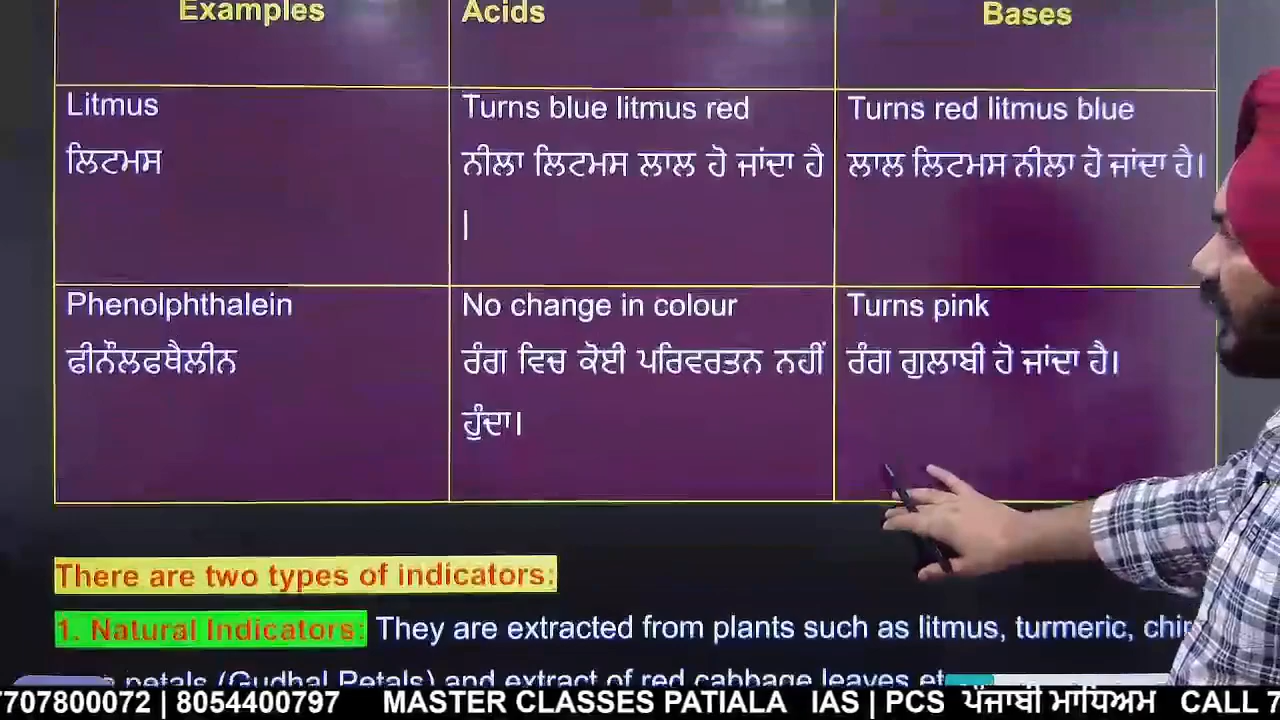 Examples
Acids
Bases
Litmus
ਲਿਟਮਸ
Turns blue litmus red
ਨੀਲਾ ਲਿਟਮਸ ਲਾਲ ਹੋ ਜਾਂਦਾ ਹੈ
|
Turns red litmus blue
ਲਾਲ ਲਿਟਮਸ ਨੀਲਾ ਹੋ ਜਾਂਦਾ ਹੈ।
Phenolphthalein
ਫੀਨੌਲਫਥੈਲੀਨ
No change in colour
ਰੰਗ ਵਿਚ ਕੋਈ ਪਰਿਵਰਤਨ ਨਹੀਂ
ਹੁੰਦਾ।
Turns pink
ਰੰਗ ਗੁਲਾਬੀ ਹੋ ਜਾਂਦਾ ਹੈ।
There are two types of indicators:
1. Natural Indicators: They are extracted from plants such as litmus, turmeric,
petals (Gudhal Petals) and extract of red cabbage leaves
7707800072 | 8054400797 MASTER CLASSES PATIALA IAS | PCS ਪੰਜਾਬੀ ਮਾਧਿਅਮ CALL 7